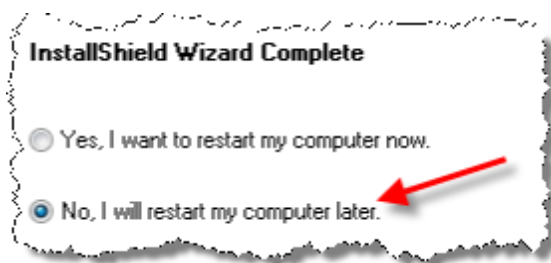 InstallShield Wizard Complete
Yes, I want to restart my computer now.
No, I will restart my computer later.